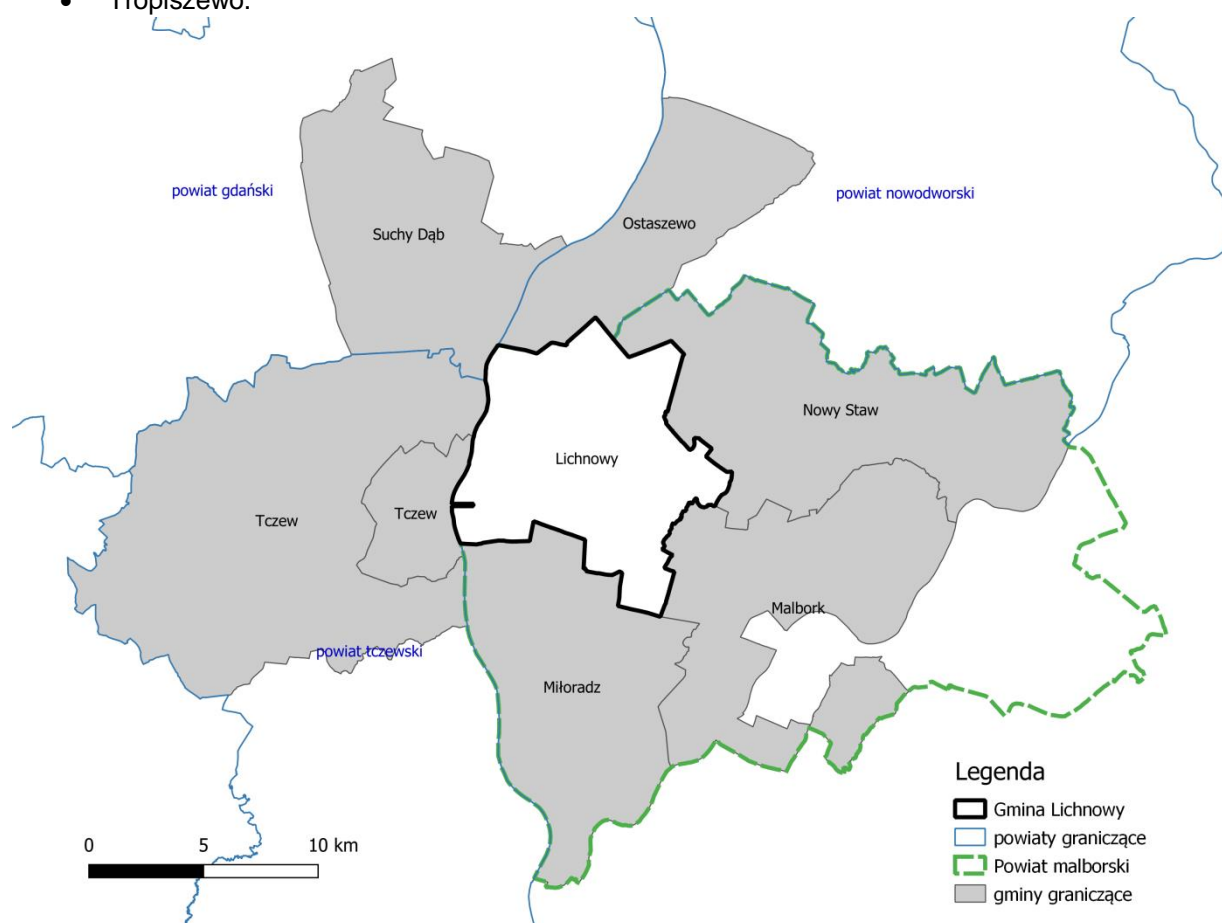 • Tropiszewo.
powiat gdański
powiat nowodworski
Suchy Dąb
Ostaszewo
Nowy Staw
Lichnowy
Tczew
Tczew
Malbork
powiat tczewski
Miłoradz
Legenda
Gmina Lichnowy
powiaty graniczące
Powiat malborski
gminy graniczące
0 5 10 km